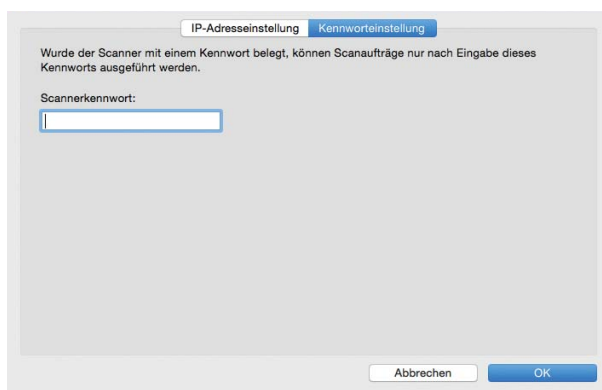 IP-Adresseinstellung Kennworteinstellung
Wurde der Scanner mit einem Kennwort belegt, können Scanaufträge nur nach Eingabe dieses
Kennworts ausgeführt werden.
Scannerkennwort:
Abbrechen OK